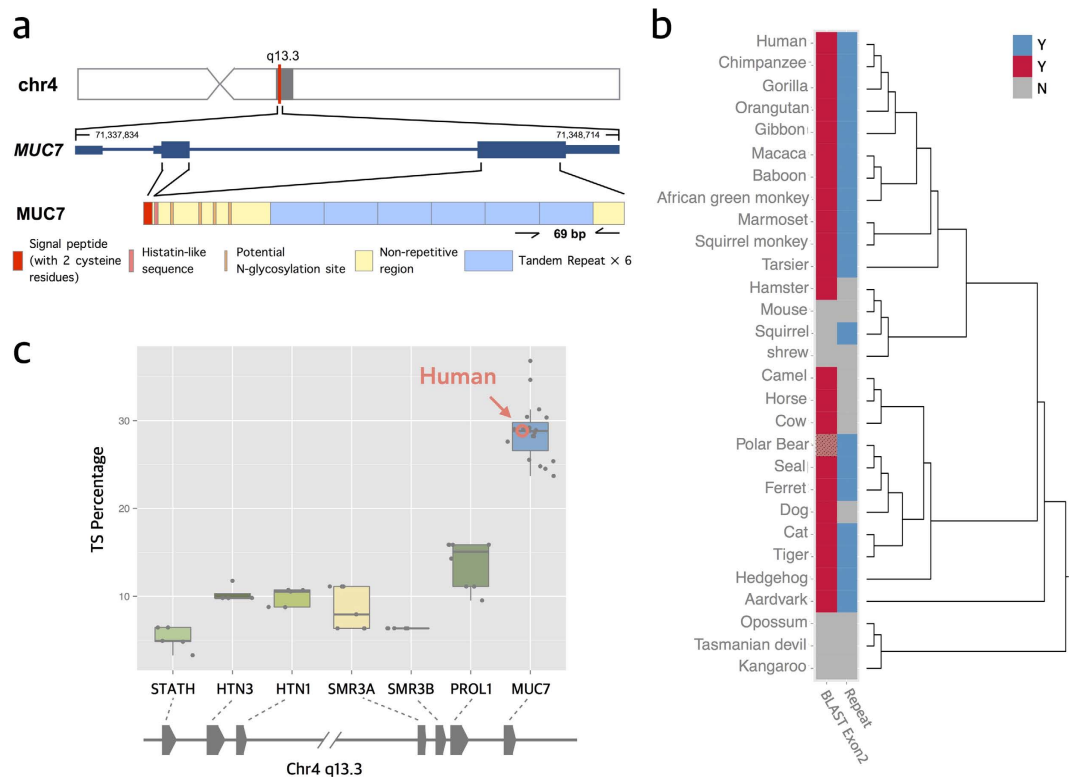 a
q13.3
chr4
71,337,834
71,348,714
MUC7
MUC7
69 bp
Signal peptide
(with 2 cysteine
residues)
Histatin-like
sequence
Potential
N-glycosylation site
Non-repetitive
region
Tandem Repeat × 6
b
Human
Chimpanzee
Gorilla
Orangutan
Gibbon
Macaca
Baboon
African green monkey
Marmoset
Squirrel monkey
Tarsier
Hamster
Mouse
Squirrel
shrew
Camel
Horse
Cow
Polar Bear
Seal
Ferret
Dog
Cat
Tiger
Hedgehog
Aardvark
Opossum
Tasmanian devil
Kangaroo
BLAST Exon2
Repeat
Y
Y
N
c
TS Percentage
30
20
10
Human
STATH HTN3 HTN1 SMR3A SMR3B PROL1 MUC7
Chr4 q13.3